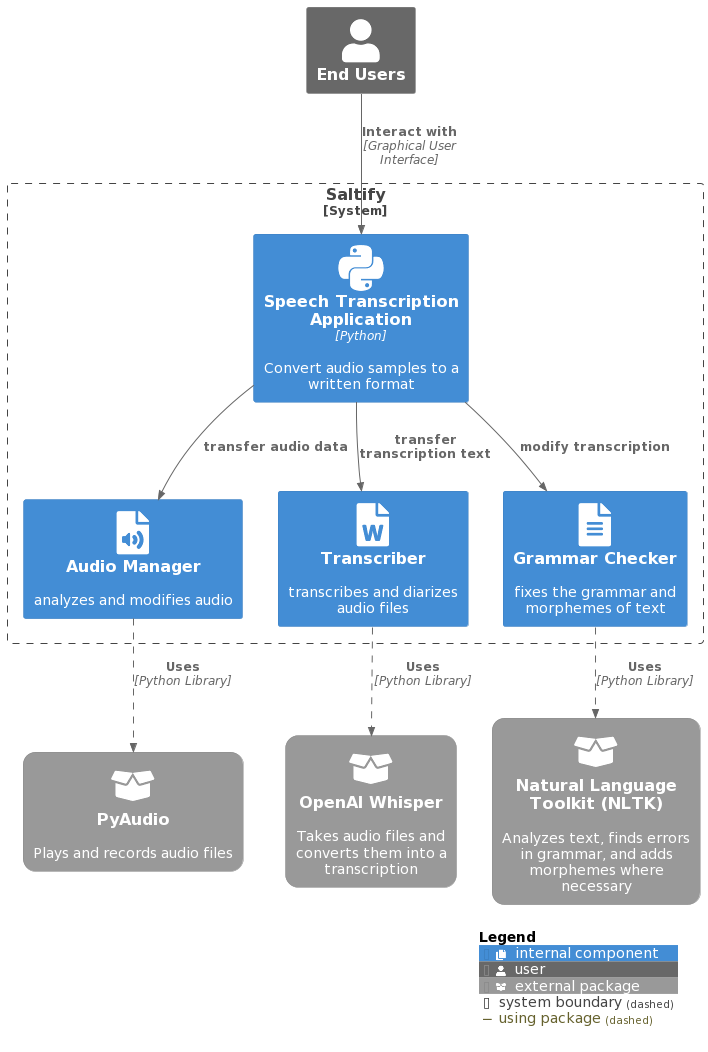 End Users
Interact with
[Graphical User
Interface]
Saltify
[System]
Speech Transcription
Application
[Python]
Convert audio samples to a
written format
transfer audio data
transfer
transcription text
modify transcription
Audio Manager
analyzes and modifies audio
W
Transcriber
transcribes and diarizes
audio files
Grammar Checker
fixes the grammar and
morphemes of text
Uses
[Python Library]
Uses
[Python Library]
Uses
[Python Library]
PyAudio
Plays and records audio files
OpenAI Whisper
Takes audio files and
converts them into a
transcription
Natural Language
Toolkit (NLTK)
Analyzes text, finds errors
in grammar, and adds
morphemes where
necessary
Legend
internal component
user
external package
system boundary (dashed)
using package (dashed)